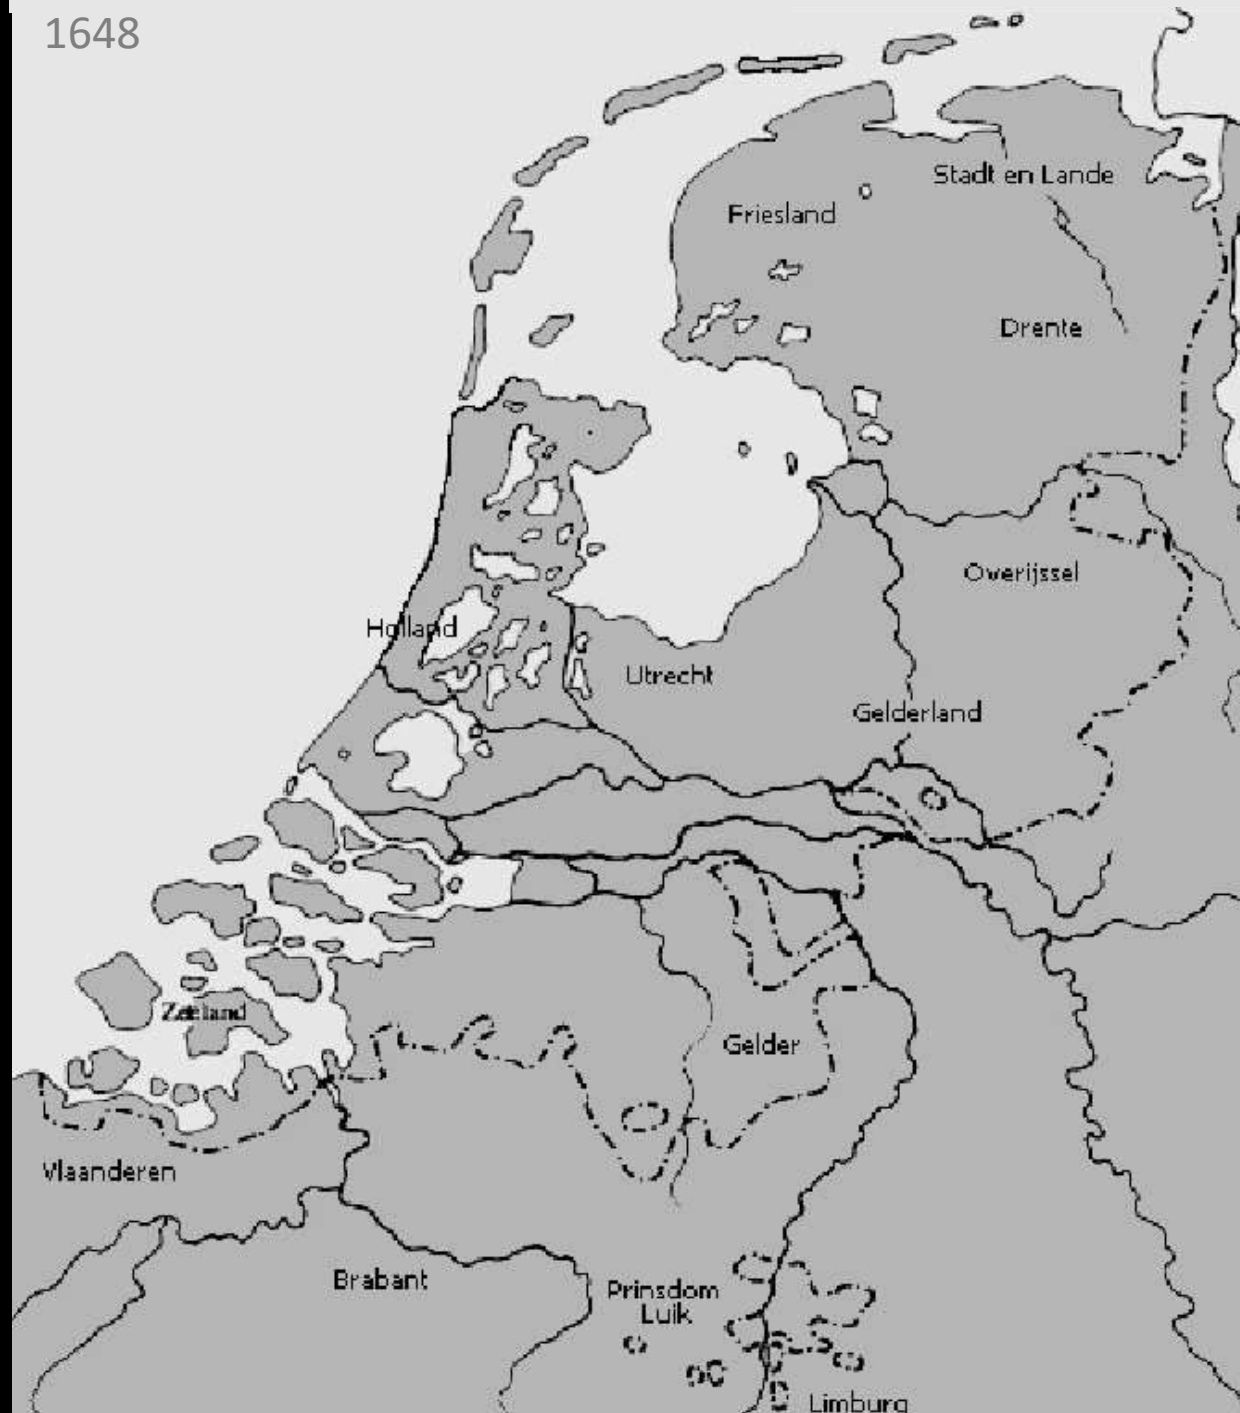 1648
Stadt en Lande
Friesland
Drente
Overijssel
Holland
Utrecht
Gelderland
Zeeland
Gelder
Vlaanderen
Brabant
Prinsdom
Luik
Limburg